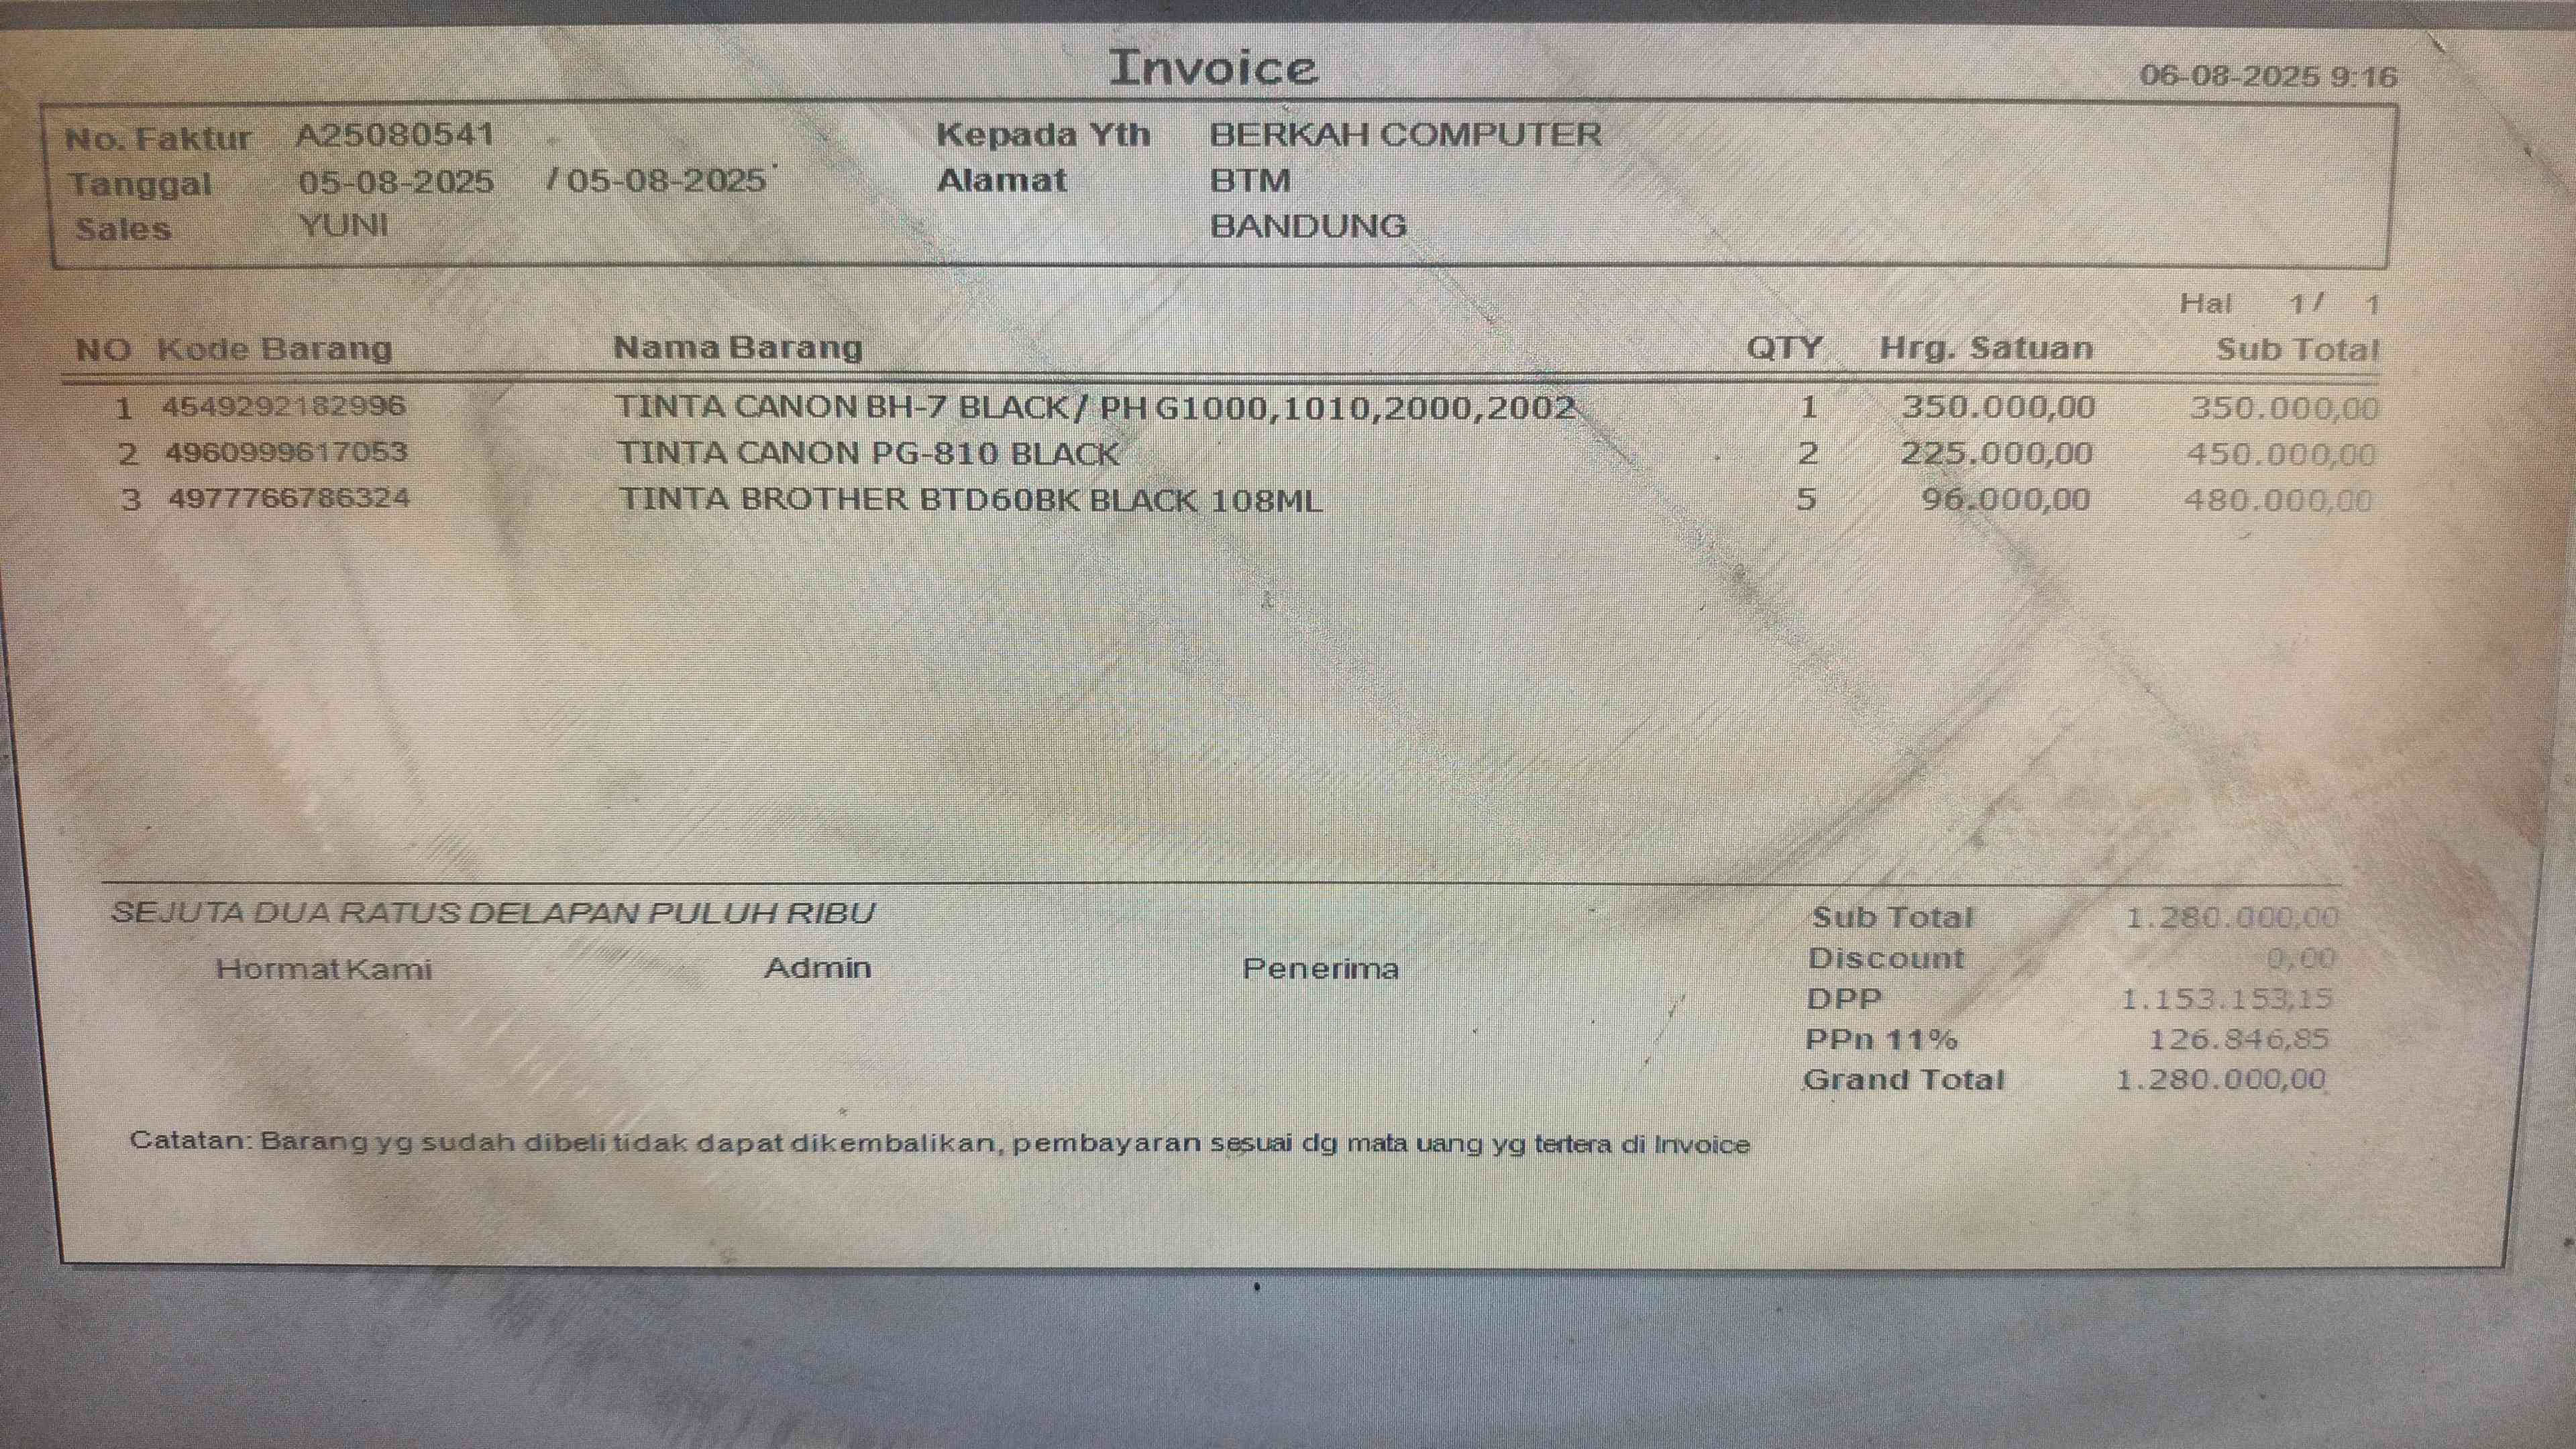 Invoice
06-08-2025 9:16
No. Faktur A25080541 Kepada Yth BERKAH COMPUTER
Tanggal 05-08-2025 / 05-08-2025 Alamat BTM
Sales YUNI BANDUNG
Hal 1 / 1
NO Kode Barang Nama Barang QTY Hrg. Satuan Sub Total
1 4549292182996 TINTA CANON BH-7 BLACK/ PH G1000,1010,2000,2002 1 350.000,00 350.000,00
2 4960999617053 TINTA CANON PG-810 BLACK 2 225.000,00 450.000,00
3 4977766786324 TINTA BROTHER BTD60BK BLACK 108ML 5 96.000,00 480.000,00
SEJUTA DUA RATUS DELAPAN PULUH RIBU Sub Total 1.280.000,00
Hormat Kami Admin Penerima Discount 0,00
DPP 1.153.153,15
PPn 11% 126.846,85
Grand Total 1.280.000,00
Catatan: Barang yg sudah dibeli tidak dapat dikembalikan, pembayaran sesuai dg mata uang yg tertera di Invoice